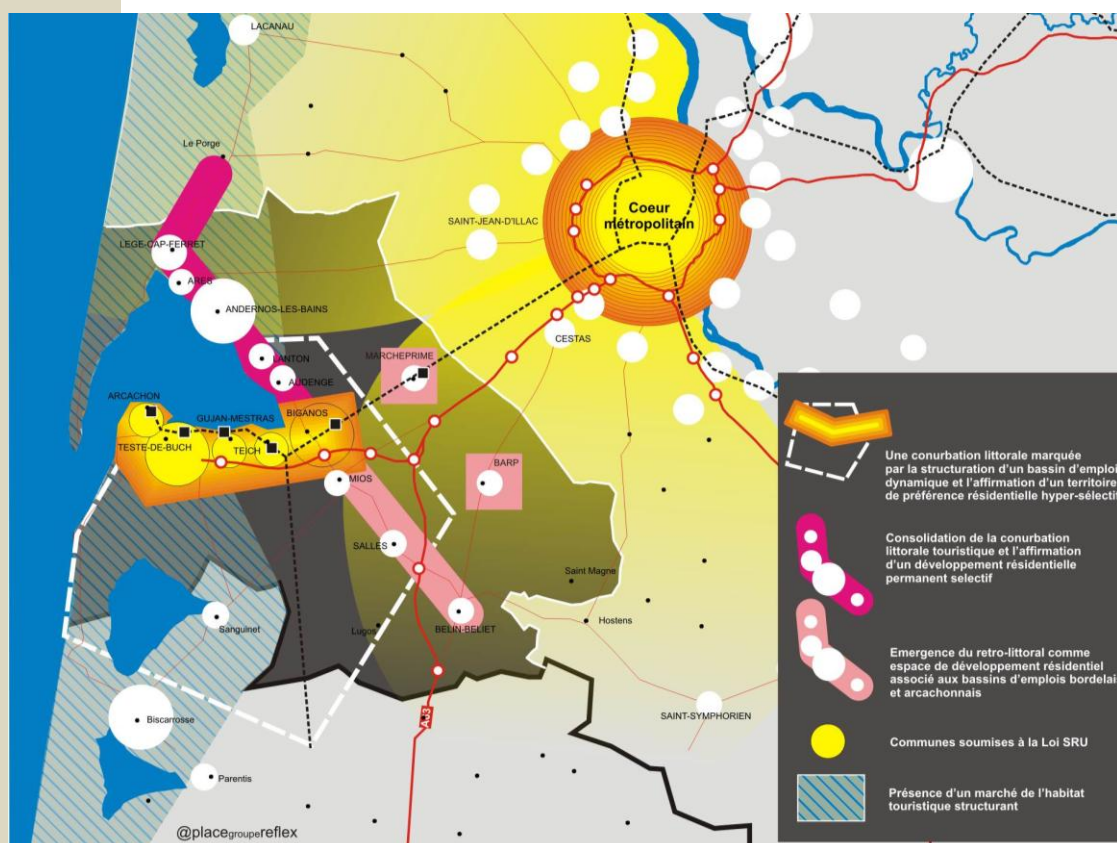 LACANAU
Le Porge
Coeur
métropolitain
SAINT-JEAN-D'ILLAC
LEGE-CAP-FERRET
ARES
ANDERNOS-LES-BAINS
CESTAS
LANTON
MARCHEPRIME
AUDENGE
ARCACHON
GUJAN-MESTRAS
BIGANOS
TESTE-DE-BUCH
TEICH
MIOS
BARP
SALLES
Saint Magne
Sanguinet
Lugos
BELIN-BELIET
Hostens
Biscarrosse
A63
SAINT-SYMPHORIEN
Parentis
@placegroupereflex
Une conurbation littorale marquée
par la structuration d'un bassin d'emploi
dynamique et l'affirmation d'un territoire
de préférence résidentielle hyper-sélectif
Consolidation de la conurbation
littorale touristique et l'affirmation
d'un développement résidentielle
permanent selectif
Emergence du retro-littoral comme
espace de développement résidentiel
associé aux bassins d'emplois bordelais
et arcachonnais
Communes soumises à la Loi SRU
Présence d'un marché de l'habitat
touristique structurant